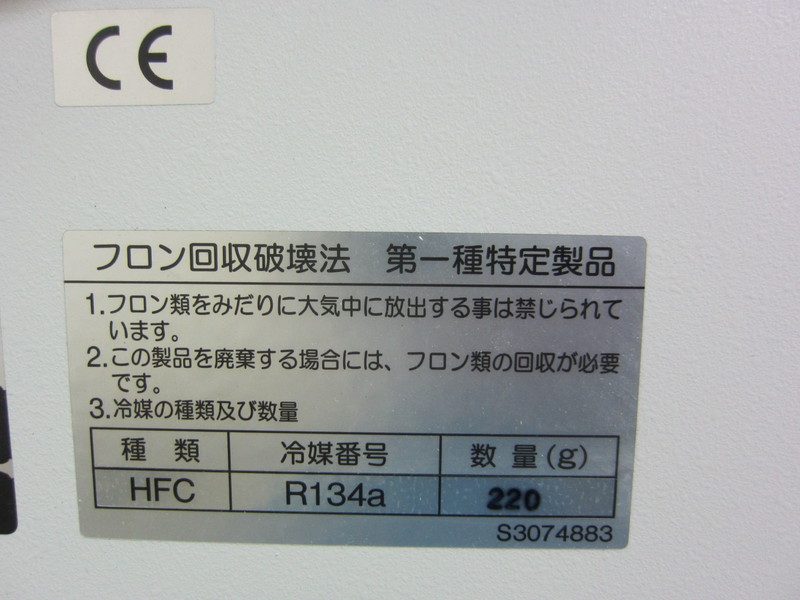 CE
フロン回収破壊法 第一種特定製品
1.フロン類をみだりに大気中に放出する事は禁じられて
います。
2.この製品を廃棄する場合には、フロン類の回収が必要
です。
3.冷媒の種類及び数量
種 類 冷媒番号 数 量(g)
HFC R134a 220
S3074883